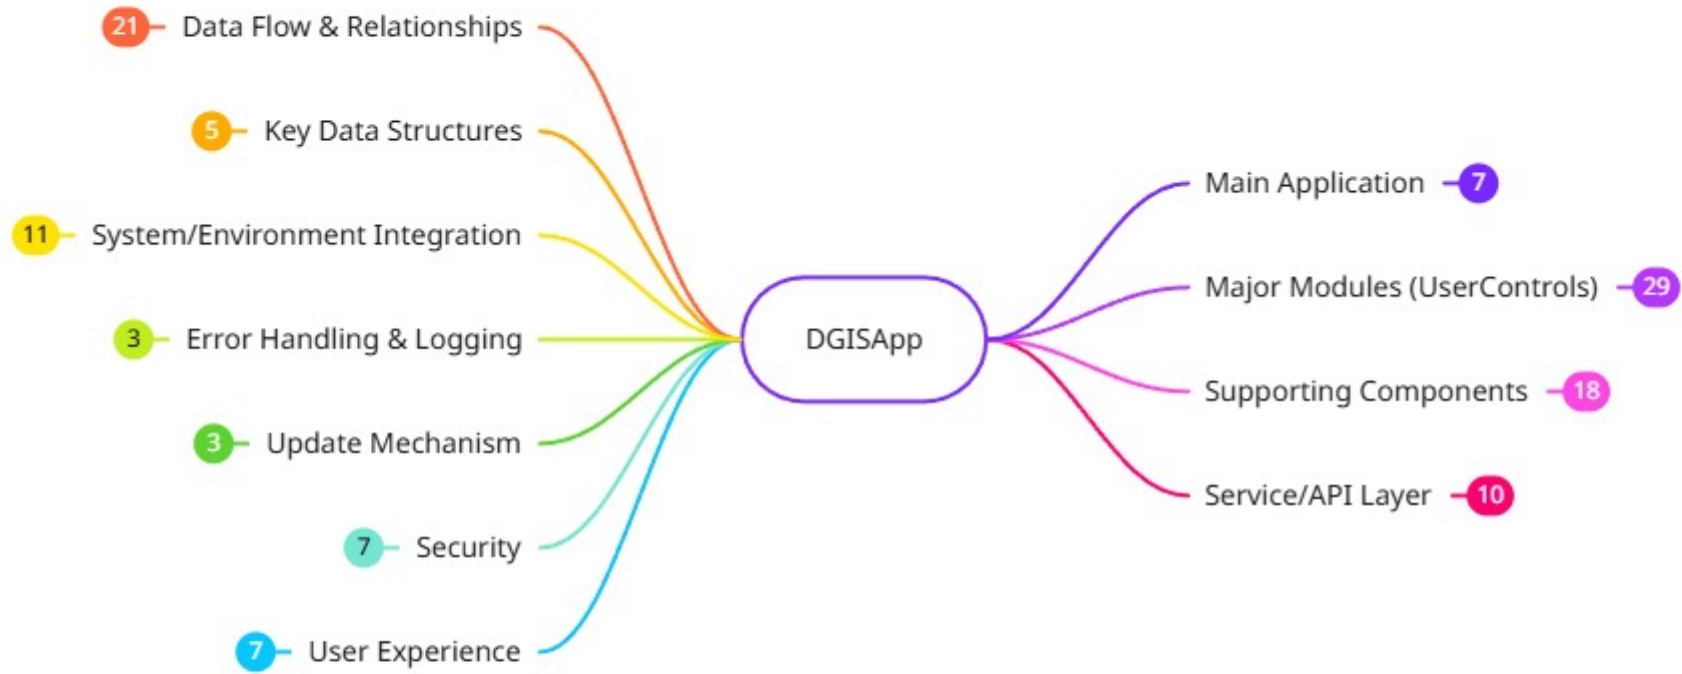 21 Data Flow & Relationships
5 Key Data Structures
11 System/Environment Integration
3 Error Handling & Logging
3 Update Mechanism
7 Security
7 User Experience
DGISApp
Main Application 7
Major Modules (UserControls) 29
Supporting Components 18
Service/API Layer 10